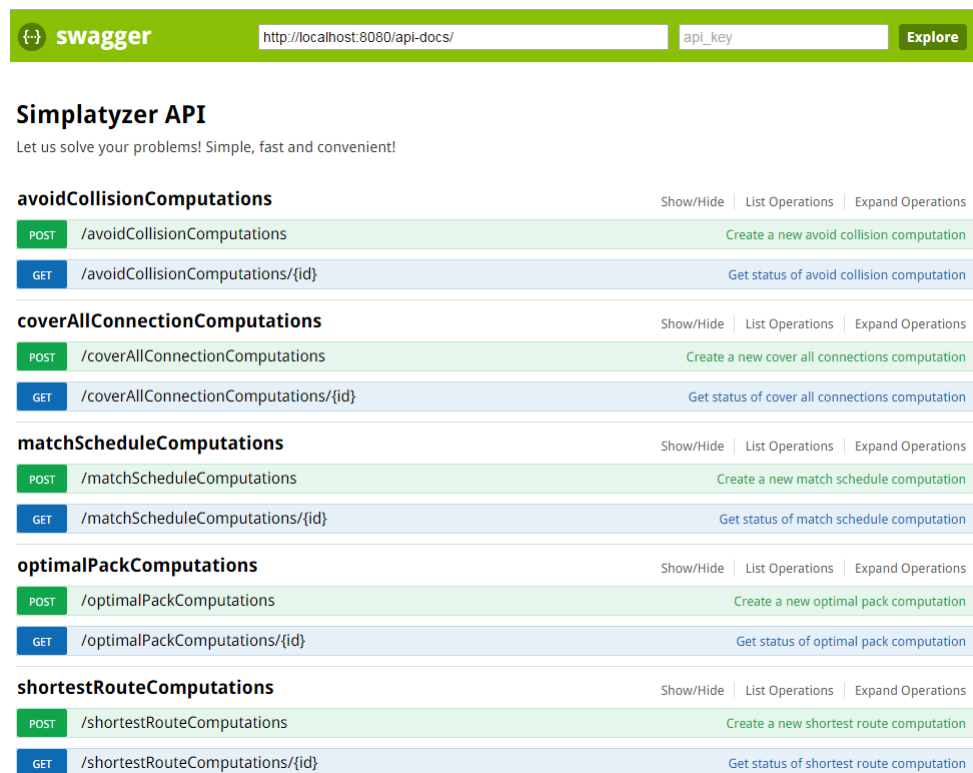 {···} swagger http://localhost:8080/api-docs/ api_key Explore
Simplatyzer API
Let us solve your problems! Simple, fast and convenient!
avoidCollisionComputations Show/Hide List Operations Expand Operations
POST /avoidCollisionComputations Create a new avoid collision computation
GET /avoidCollisionComputations/{id} Get status of avoid collision computation
coverAllConnectionComputations Show/Hide List Operations Expand Operations
POST /coverAllConnectionComputations Create a new cover all connections computation
GET /coverAllConnectionComputations/{id} Get status of cover all connections computation
matchScheduleComputations Show/Hide List Operations Expand Operations
POST /matchScheduleComputations Create a new match schedule computation
GET /matchScheduleComputations/{id} Get status of match schedule computation
optimalPackComputations Show/Hide List Operations Expand Operations
POST /optimalPackComputations Create a new optimal pack computation
GET /optimalPackComputations/{id} Get status of optimal pack computation
shortestRouteComputations Show/Hide List Operations Expand Operations
POST /shortestRouteComputations Create a new shortest route computation
GET /shortestRouteComputations/{id} Get status of shortest route computation